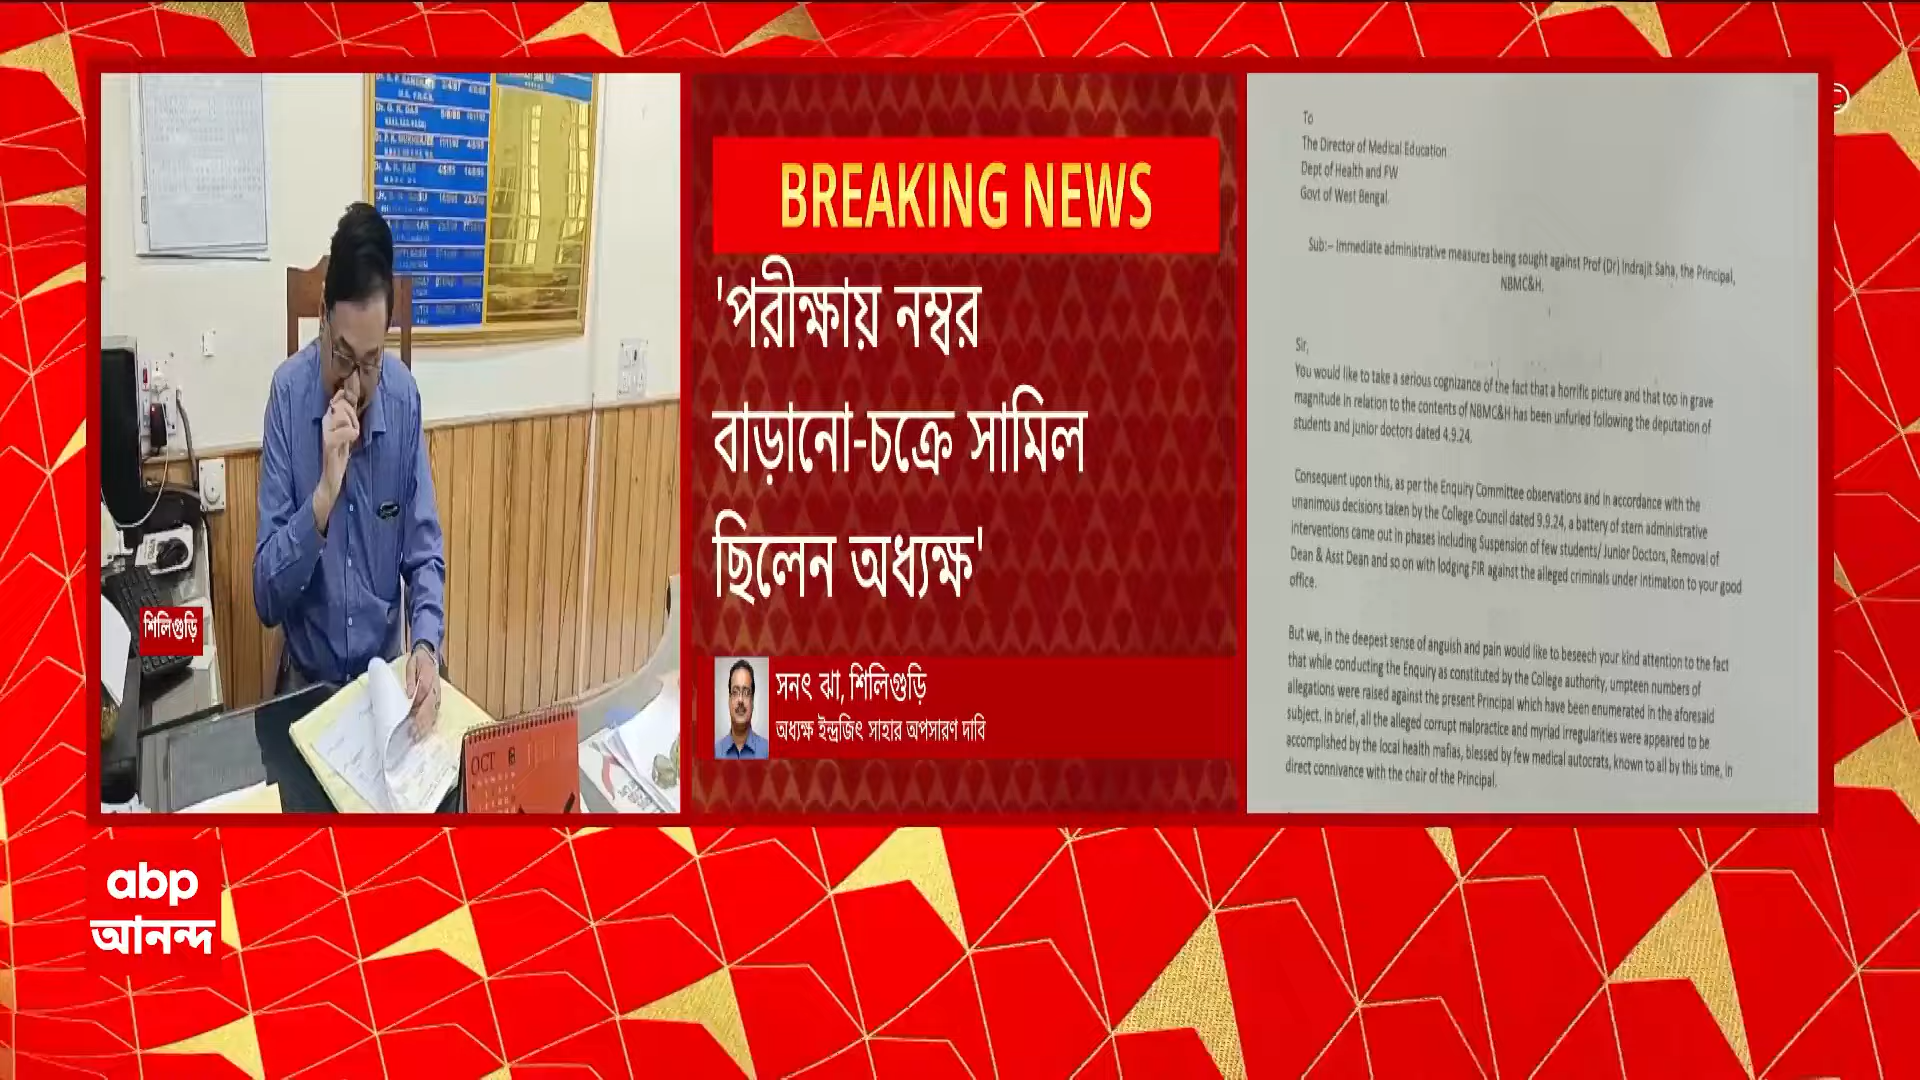 শিলিগুড়ি
OCT
BREAKING NEWS
'পরীক্ষায় নম্বর
বাড়ানো-চক্রে সামিল
ছিলেন অধ্যক্ষ'
সনৎ ঝা, শিলিগুড়ি
অধ্যক্ষ ইন্দ্রজিৎ সাহার অপসারণ দাবি
To
The Director of Medical Education
Dept of Health and FW
Govt of West Bengal.
Sub:– Immediate administrative measures being sought against Prof (Dr) Indrajit Saha, the Principal,
NBMC&H.
Sir,
You would like to take a serious cognizance of the fact that a horrific picture and that too in grave
magnitude in relation to the contents of NBMC&H has been unfurled following the deputation of
students and junior doctors dated 4.9.24.
Consequent upon this, as per the Enquiry Committee observations and in accordance with the
unanimous decisions taken by the College Council dated 9.9.24, a battery of stern administrative
interventions came out in phases including Suspension of few students/ Junior Doctors, Removal of
Dean & Asst Dean and so on with lodging FIR against the alleged criminals under intimation to your good
office.
But we, in the deepest sense of anguish and pain would like to beseech your kind attention to the fact
that while conducting the Enquiry as constituted by the College authority, umpteen numbers of
allegations were raised against the present Principal which have been enumerated in the aforesaid
subject. In brief, all the alleged corrupt malpractice and myriad irregularities were appeared to be
accomplished by the local health mafias, blessed by few medical autocrats, known to all by this time, in
direct connivance with the chair of the Principal.
abp
আনন্দ